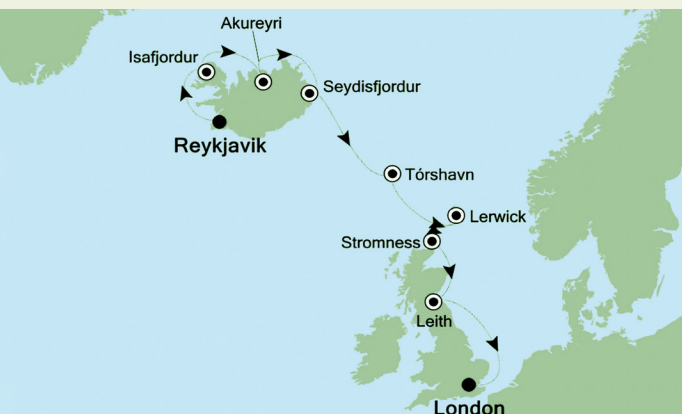 Akureyri
Isafjordur
Seydisfjordur
Reykjavik
Tórshavn
Lerwick
Stromness
Leith
London